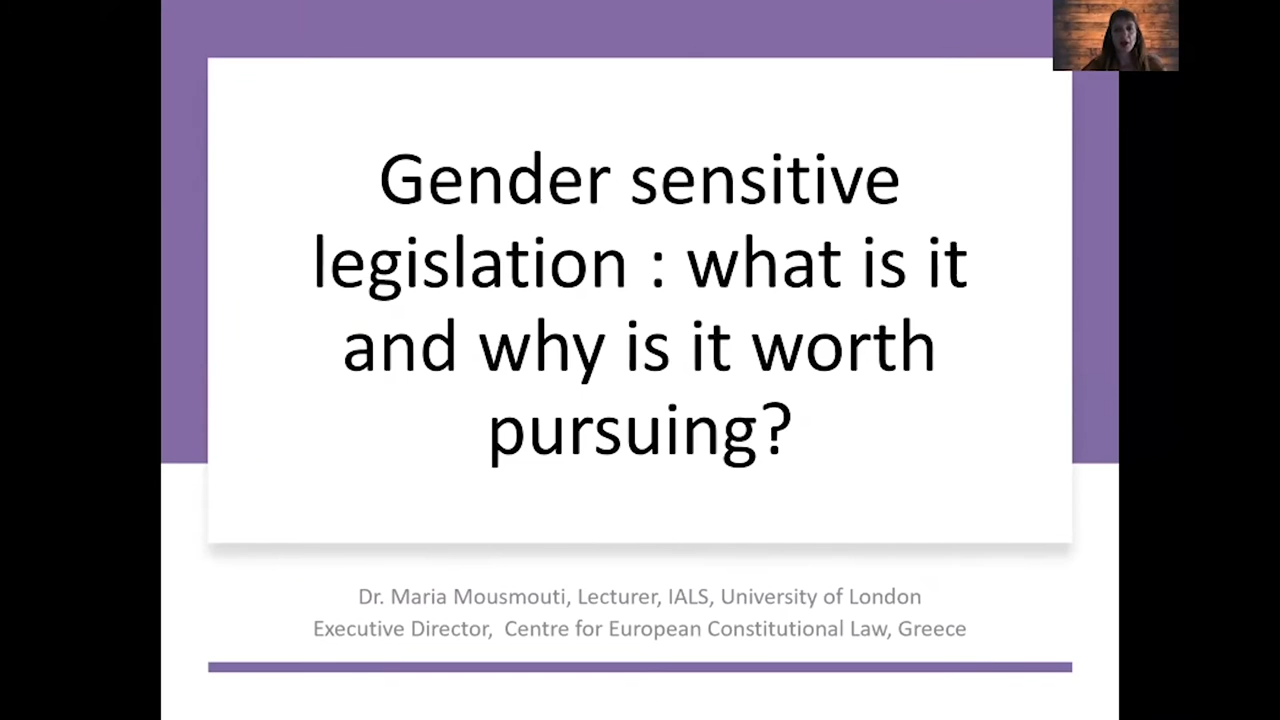 Gender sensitive
legislation : what is it
and why is it worth
pursuing?
Dr. Maria Mousmouti, Lecturer, IALS, University of London
Executive Director,  Centre for European Constitutional Law, Greece